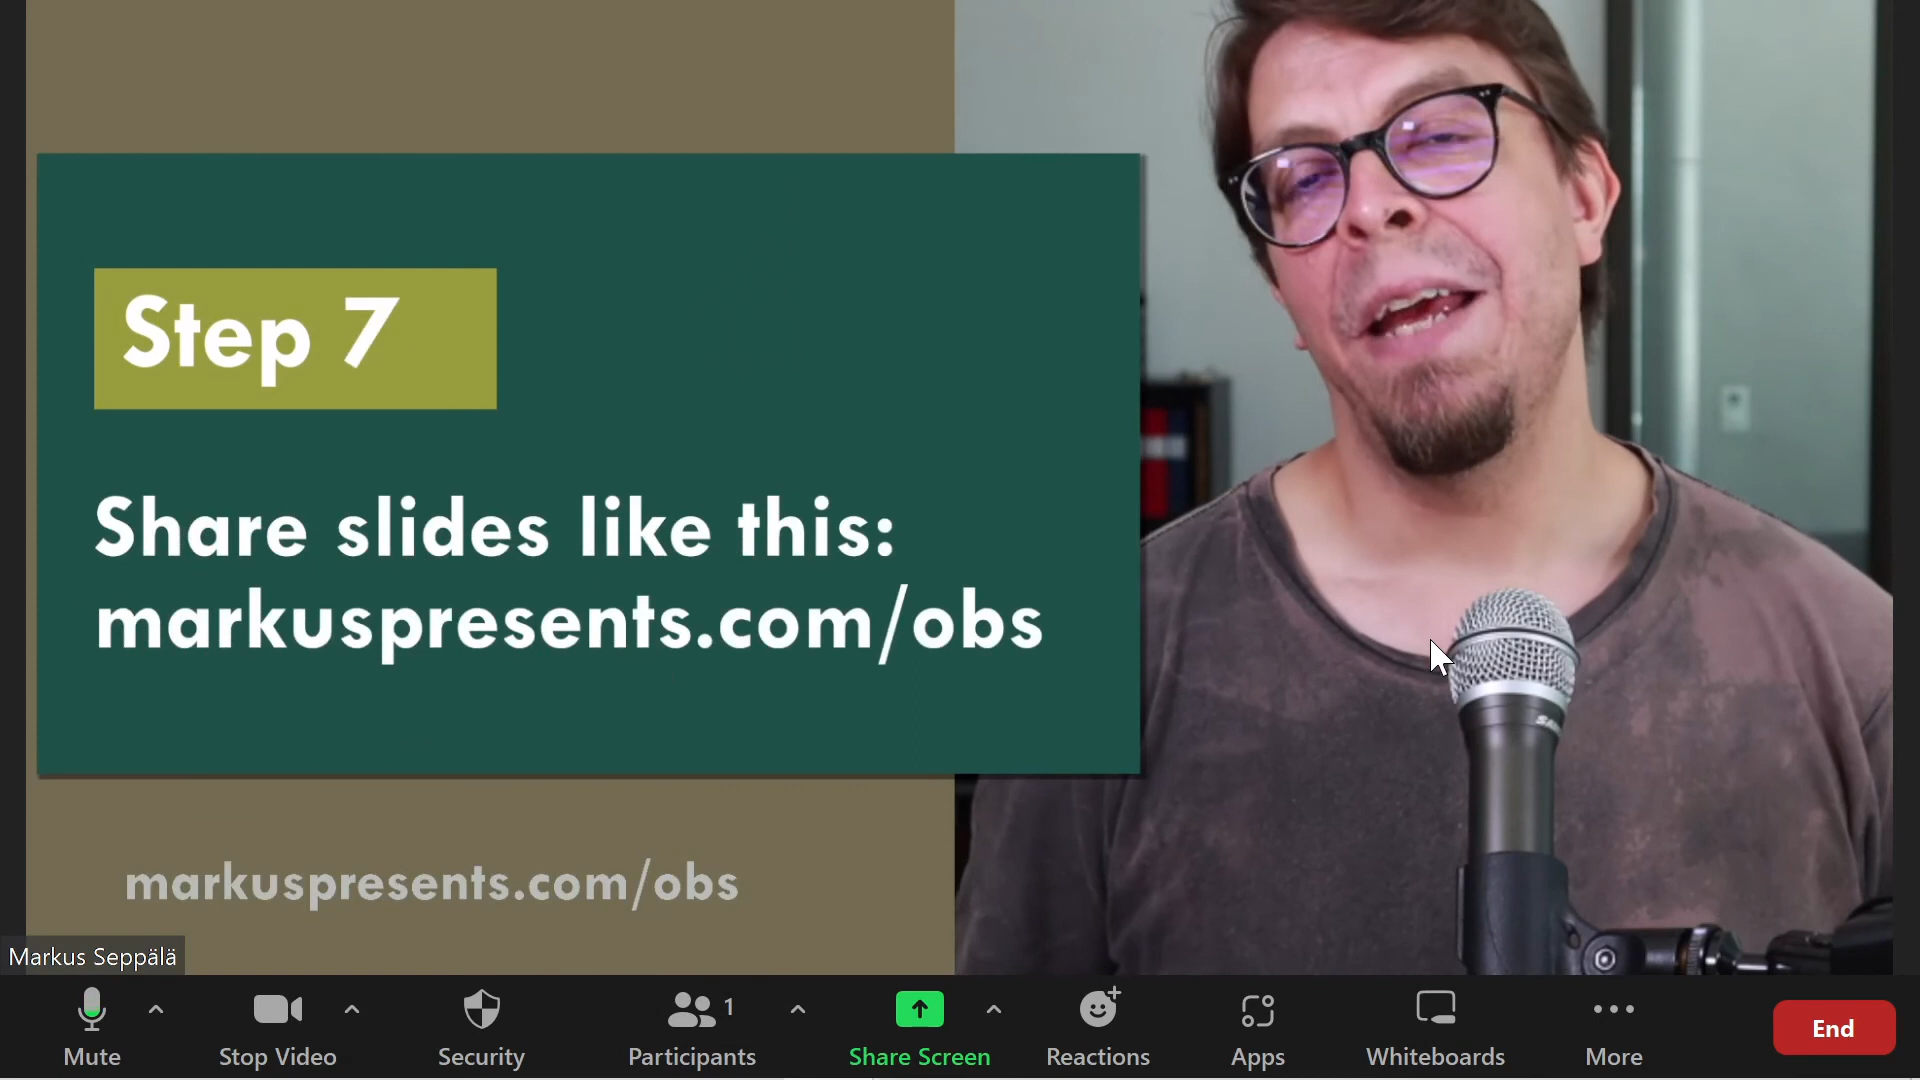 Step 7
Share slides like this:
markuspresents.com/obs
markuspresents.com/obs
Markus Seppälä
Mute
Stop Video
Security
1
Participants
Share Screen
Reactions
Apps
Whiteboards
More
End